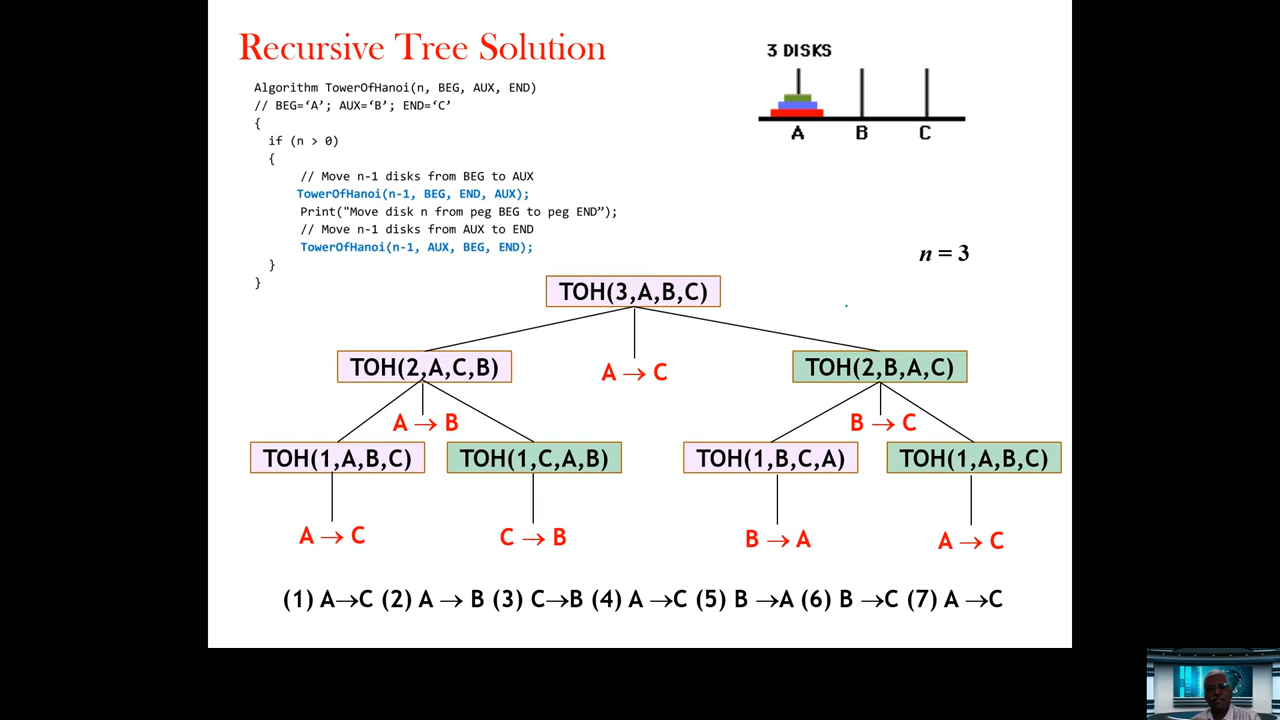 Recursive Tree Solution
3 DISKS
Algorithm TowerOfHanoi(n, BEG, AUX, END)
// BEG=‘A’; AUX=‘B’; END=‘C’
{
if (n > 0)
{
// Move n-1 disks from BEG to AUX
TowerOfHanoi(n-1, BEG, END, AUX);
Print("Move disk n from peg BEG to peg END”);
// Move n-1 disks from AUX to END
TowerOfHanoi(n-1, AUX, BEG, END);
}
}
A B C
n = 3
TOH(3,A,B,C)
TOH(2,A,C,B) A → C TOH(2,B,A,C)
A → B B → C
TOH(1,A,B,C) TOH(1,C,A,B) TOH(1,B,C,A) TOH(1,A,B,C)
A → C C → B B → A A → C
(1) A→C (2) A → B (3) C→B (4) A →C (5) B →A (6) B →C (7) A →C